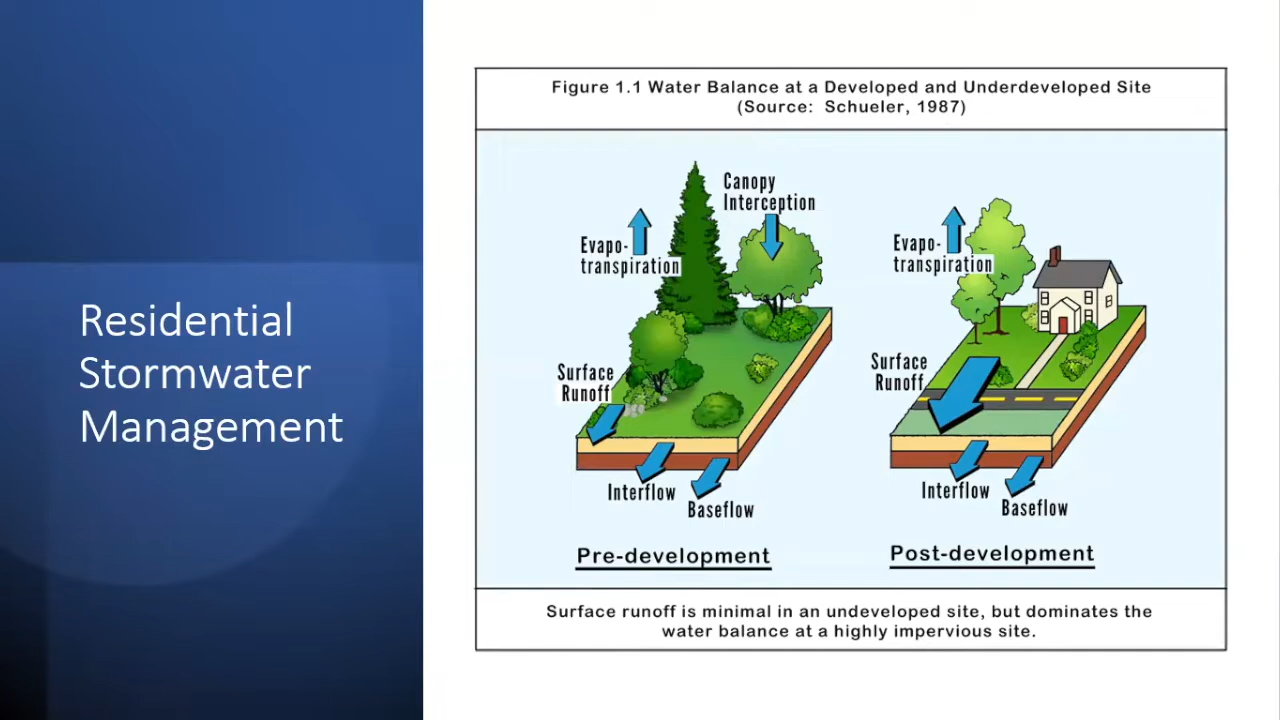 Residential
Stormwater
Management
Figure 1.1 Water Balance at a Developed and Underdeveloped Site
(Source: Schueler, 1987)
Canopy
Interception
Evapo-
transpiration
Surface
Runoff
Interflow
Baseflow
Pre-development
Evapo-
transpiration
Surface
Runoff
Interflow
Baseflow
Post-development
Surface runoff is minimal in an undeveloped site, but dominates the
water balance at a highly impervious site.